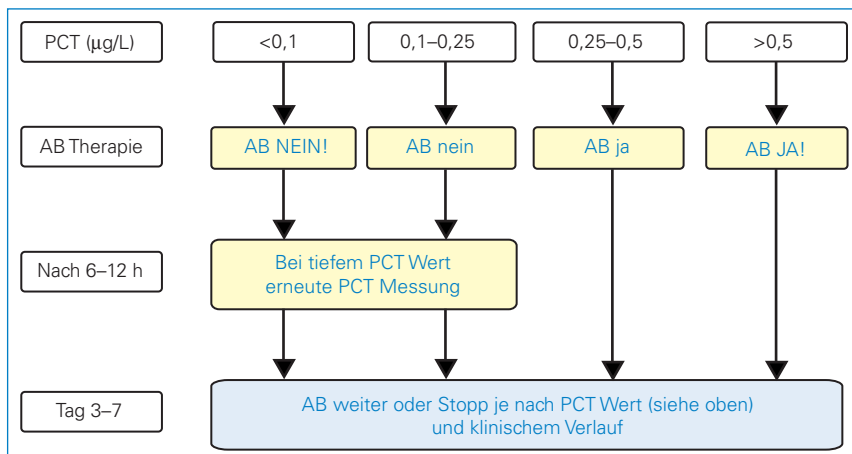 PCT (µg/L)
<0,1
0,1–0,25
0,25–0,5
>0,5
AB Therapie
AB NEIN!
AB nein
AB ja
AB JA!
Nach 6–12 h
Bei tiefem PCT Wert
erneute PCT Messung
Tag 3–7
AB weiter oder Stopp je nach PCT Wert (siehe oben)
und klinischem Verlauf